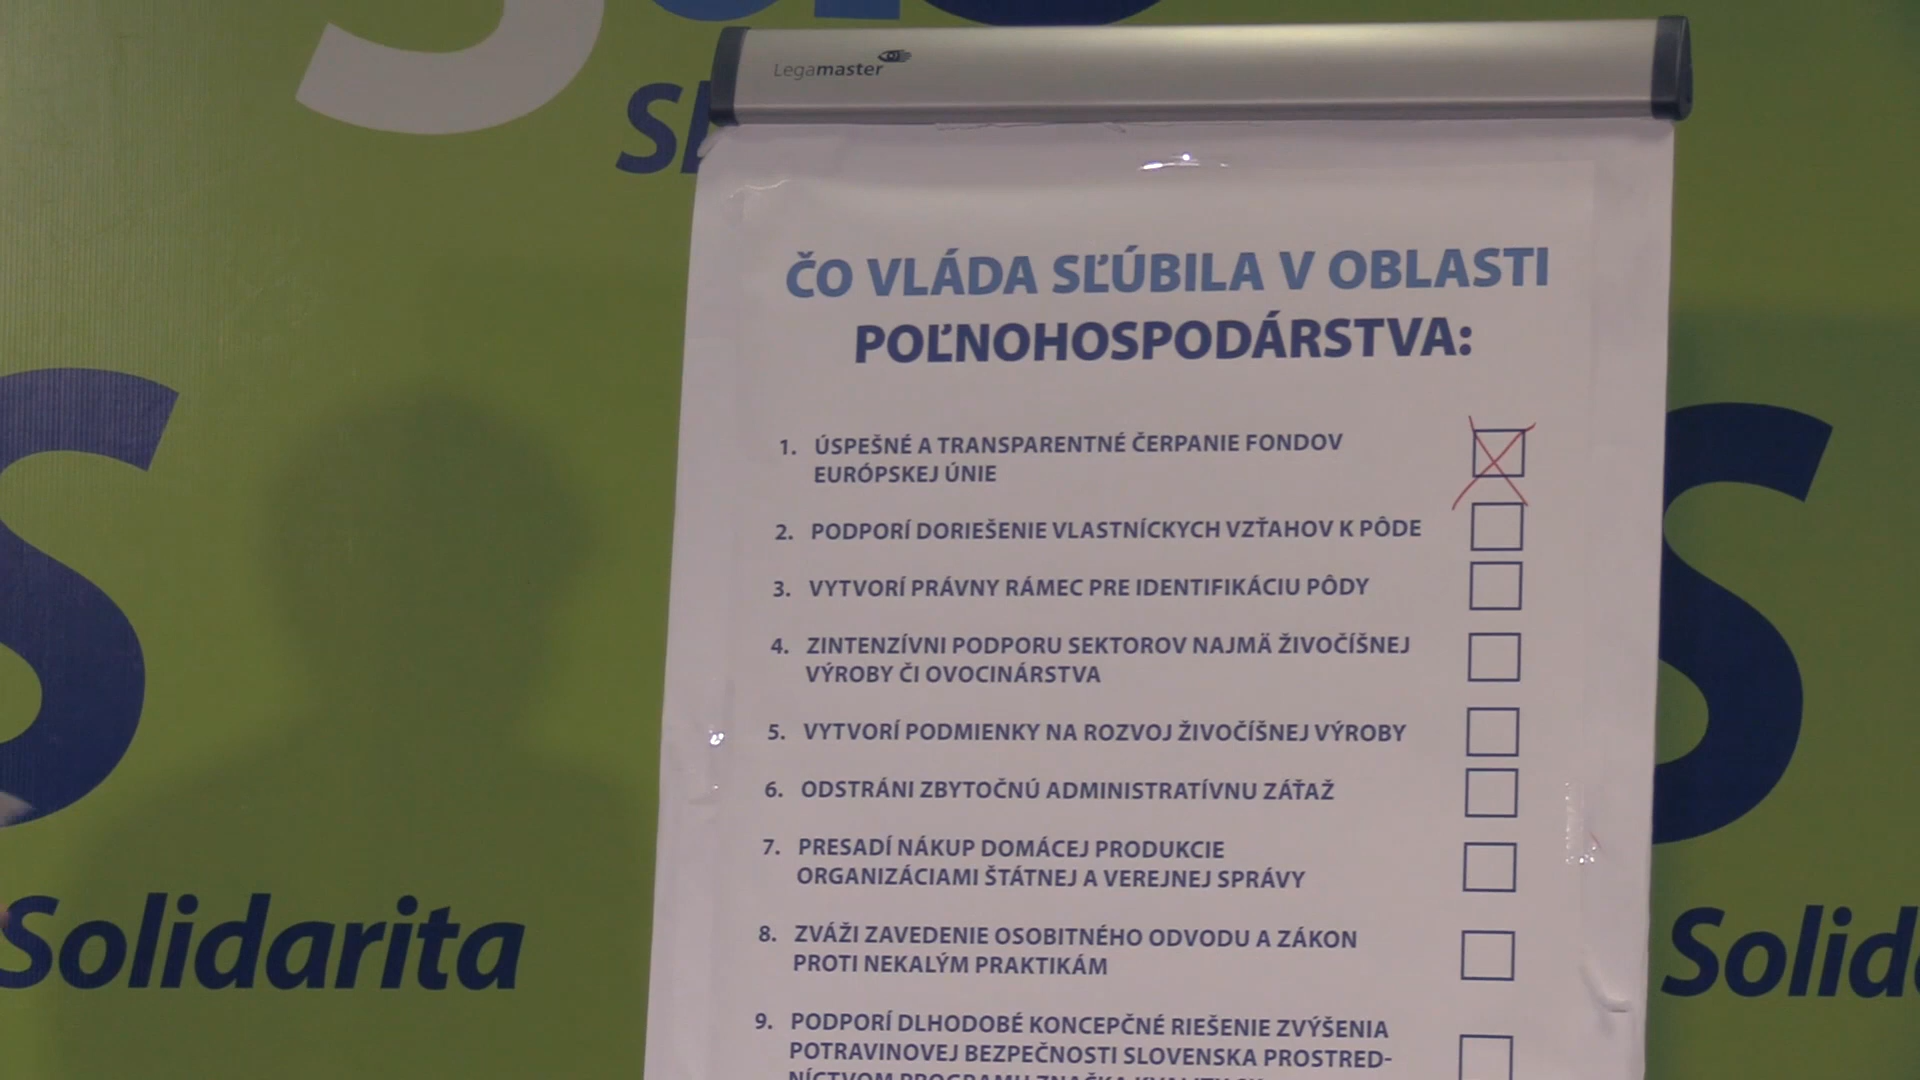 Legamaster
ČO VLÁDA SĽÚBILA V OBLASTI
POĽNOHOSPODÁRSTVA:
1. ÚSPEŠNÉ A TRANSPARENTNÉ ČERPANIE FONDOV
EURÓPSKEJ ÚNIE
2. PODPORÍ DORIEŠENIE VLASTNÍCKYCH VZŤAHOV K PÔDE
3. VYTVORÍ PRÁVNY RÁMEC PRE IDENTIFIKÁCIU PÔDY
4. ZINTENZÍVNI PODPORU SEKTOROV NAJMÄ ŽIVOČÍŠNEJ
VÝROBY ČI OVOCINÁRSTVA
5. VYTVORÍ PODMIENKY NA ROZVOJ ŽIVOČÍŠNEJ VÝROBY
6. ODSTRÁNI ZBYTOČNÚ ADMINISTRATÍVNU ZÁŤAŽ
7. PRESADÍ NÁKUP DOMÁCEJ PRODUKCIE
ORGANIZÁCIAMI ŠTÁTNEJ A VEREJNEJ SPRÁVY
8. ZVÁŽI ZAVEDENIE OSOBITNÉHO ODVODU A ZÁKON
PROTI NEKALÝM PRAKTIKÁM
9. PODPORÍ DLHODOBÉ KONCEPČNÉ RIEŠENIE ZVÝŠENIA
POTRAVINOVEJ BEZPEČNOSTI SLOVENSKA PROSTRED-
NÍCTVOM PROGRAMU ZNAČKA
Solidarita